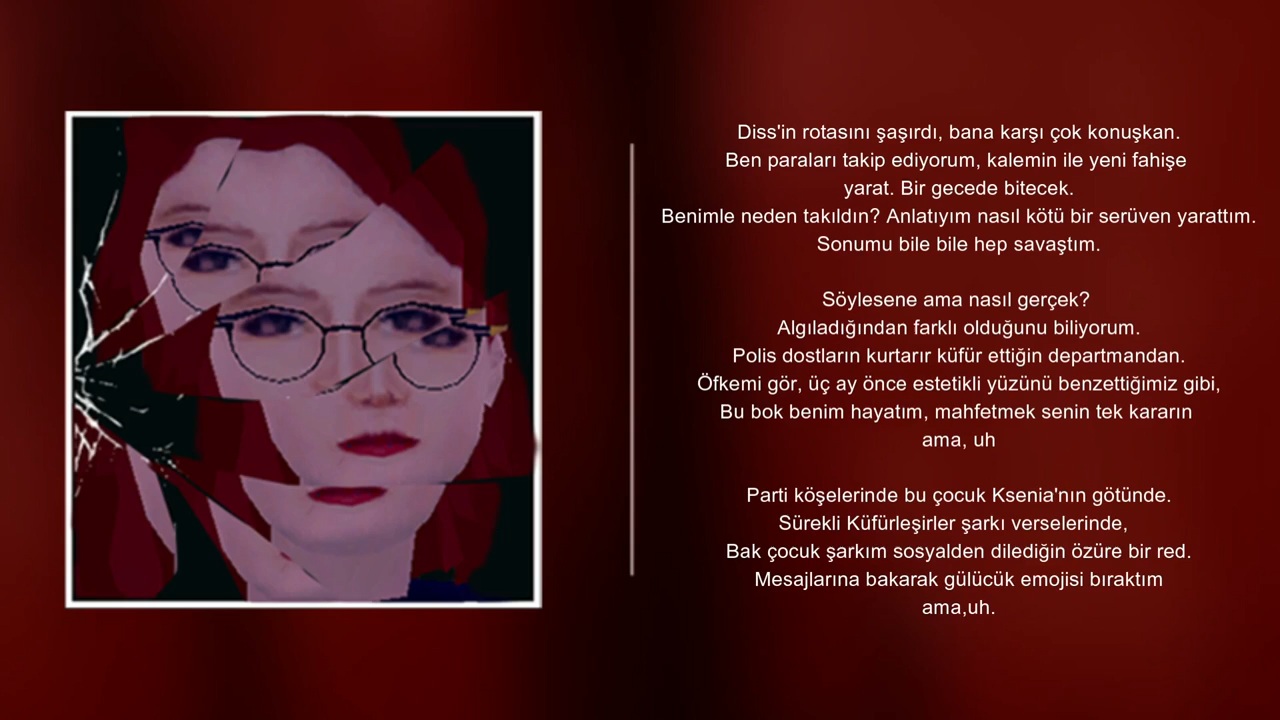 Diss'in rotasını şaşırdı, bana karşı çok konuşkan.
Ben paraları takip ediyorum, kalemin ile yeni fahişe
yarat. Bir gecede bitecek.
Benimle neden takıldın? Anlatıyım nasıl kötü bir serüven yarattım.
Sonumu bile bile hep savaştım.
Söylesene ama nasıl gerçek?
Algıladığından farklı olduğunu biliyorum.
Polis dostların kurtarır küfür ettiğin departmandan.
Öfkemi gör, üç ay önce estetikli yüzünü benzettiğimiz gibi,
Bu bok benim hayatım, mahfetmek senin tek kararın
ama, uh
Parti köşelerinde bu çocuk Ksenia'nın götünde.
Sürekli Küfürleşirler şarkı verselerinde,
Bak çocuk şarkım sosyalden dilediğin özüre bir red.
Mesajlarına bakarak gülücük emojisi bıraktım
ama,uh.